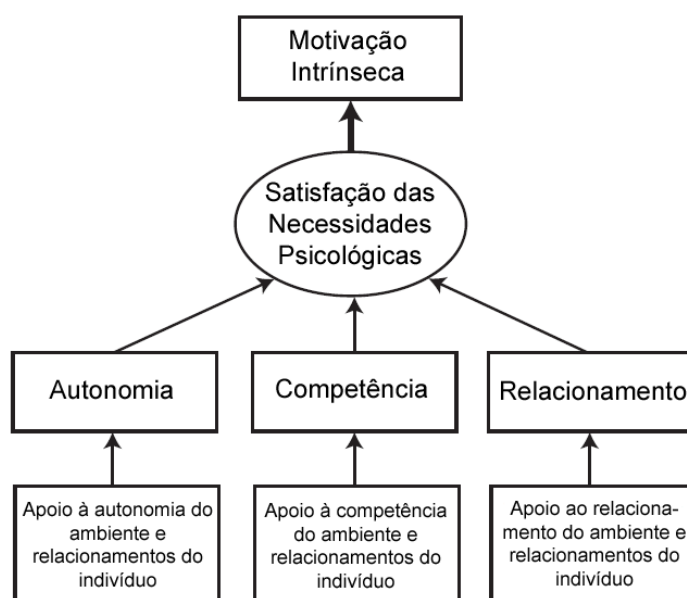 Motivação
Intrínseca
Satisfação das
Necessidades
Psicológicas
Autonomia
Competência
Relacionamento
Apoio à autonomia do
ambiente e
relacionamentos do
indivíduo
Apoio à competência
do ambiente e
relacionamentos do
indivíduo
Apoio ao relaciona-
mento do ambiente e
relacionamentos do
indivíduo